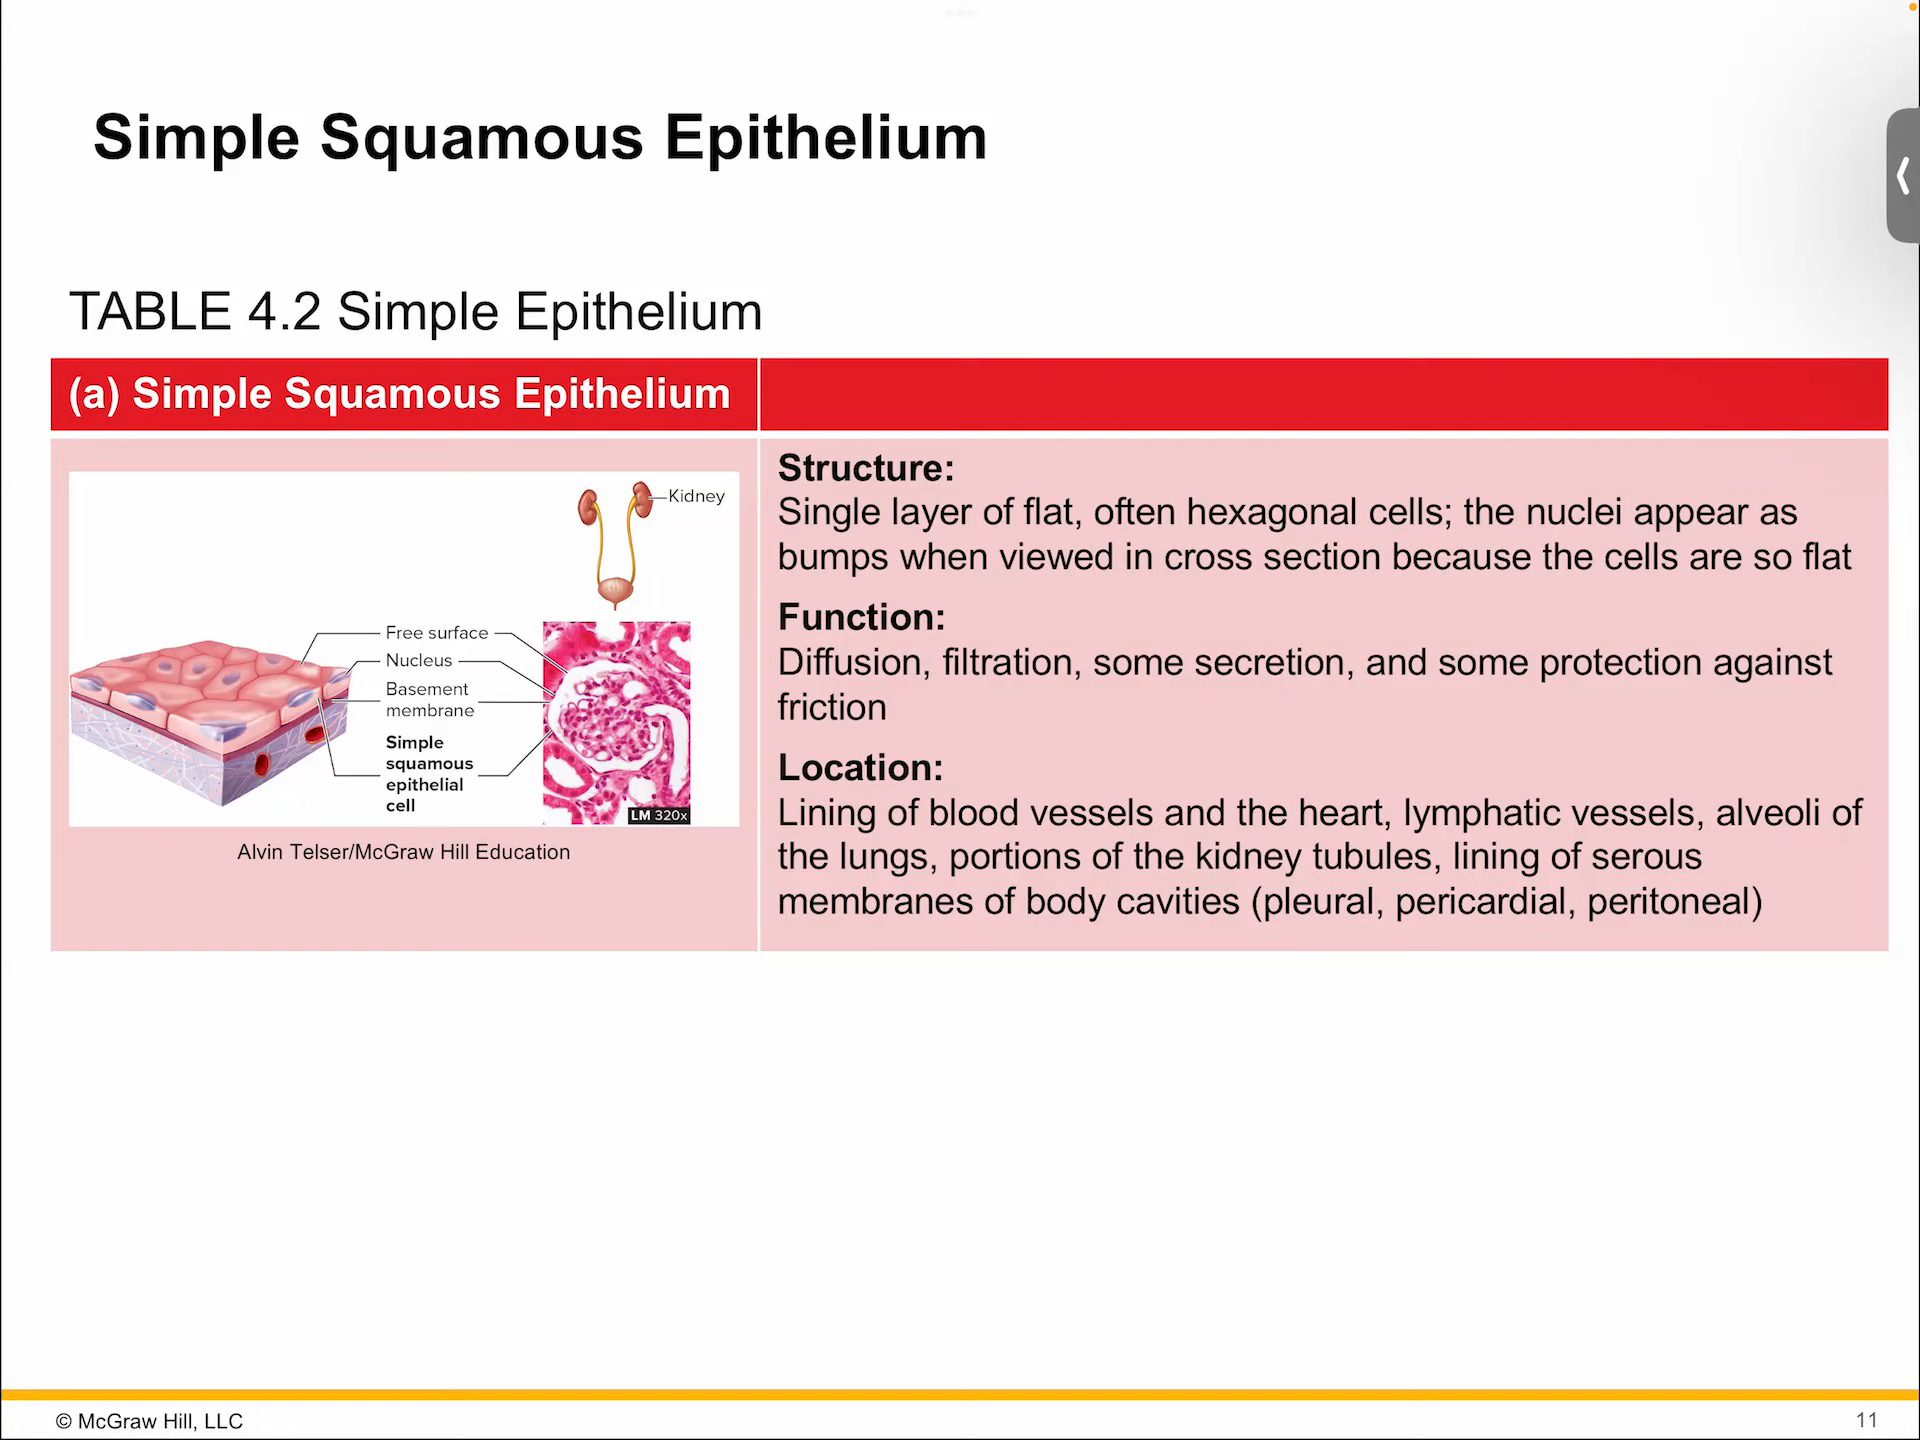 Simple Squamous Epithelium
TABLE 4.2 Simple Epithelium
(a) Simple Squamous Epithelium
Kidney
Free surface
Nucleus
Basement
membrane
Simple
squamous
epithelial
cell
LM 320x
Alvin Telser/McGraw Hill Education
Structure:
Single layer of flat, often hexagonal cells; the nuclei appear as
bumps when viewed in cross section because the cells are so flat
Function:
Diffusion, filtration, some secretion, and some protection against
friction
Location:
Lining of blood vessels and the heart, lymphatic vessels, alveoli of
the lungs, portions of the kidney tubules, lining of serous
membranes of body cavities (pleural, pericardial, peritoneal)
© McGraw Hill, LLC
11